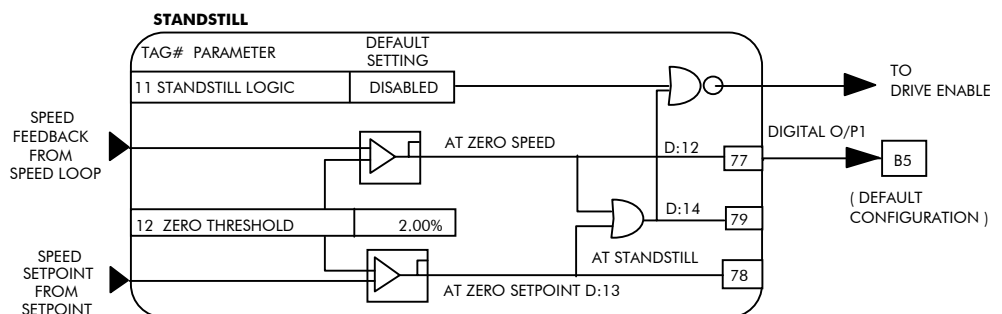 STANDSTILL
TAG# PARAMETER
DEFAULT
SETTING
11 STANDSTILL LOGIC
DISABLED
TO
DRIVE ENABLE
SPEED
FEEDBACK
FROM
SPEED LOOP
AT ZERO SPEED
D:12
77
DIGITAL O/P1
B5
( DEFAULT
CONFIGURATION )
12 ZERO THRESHOLD
2.00%
D:14
79
AT STANDSTILL
SPEED
SETPOINT
FROM
SETPOINT
AT ZERO SETPOINT D:13
78